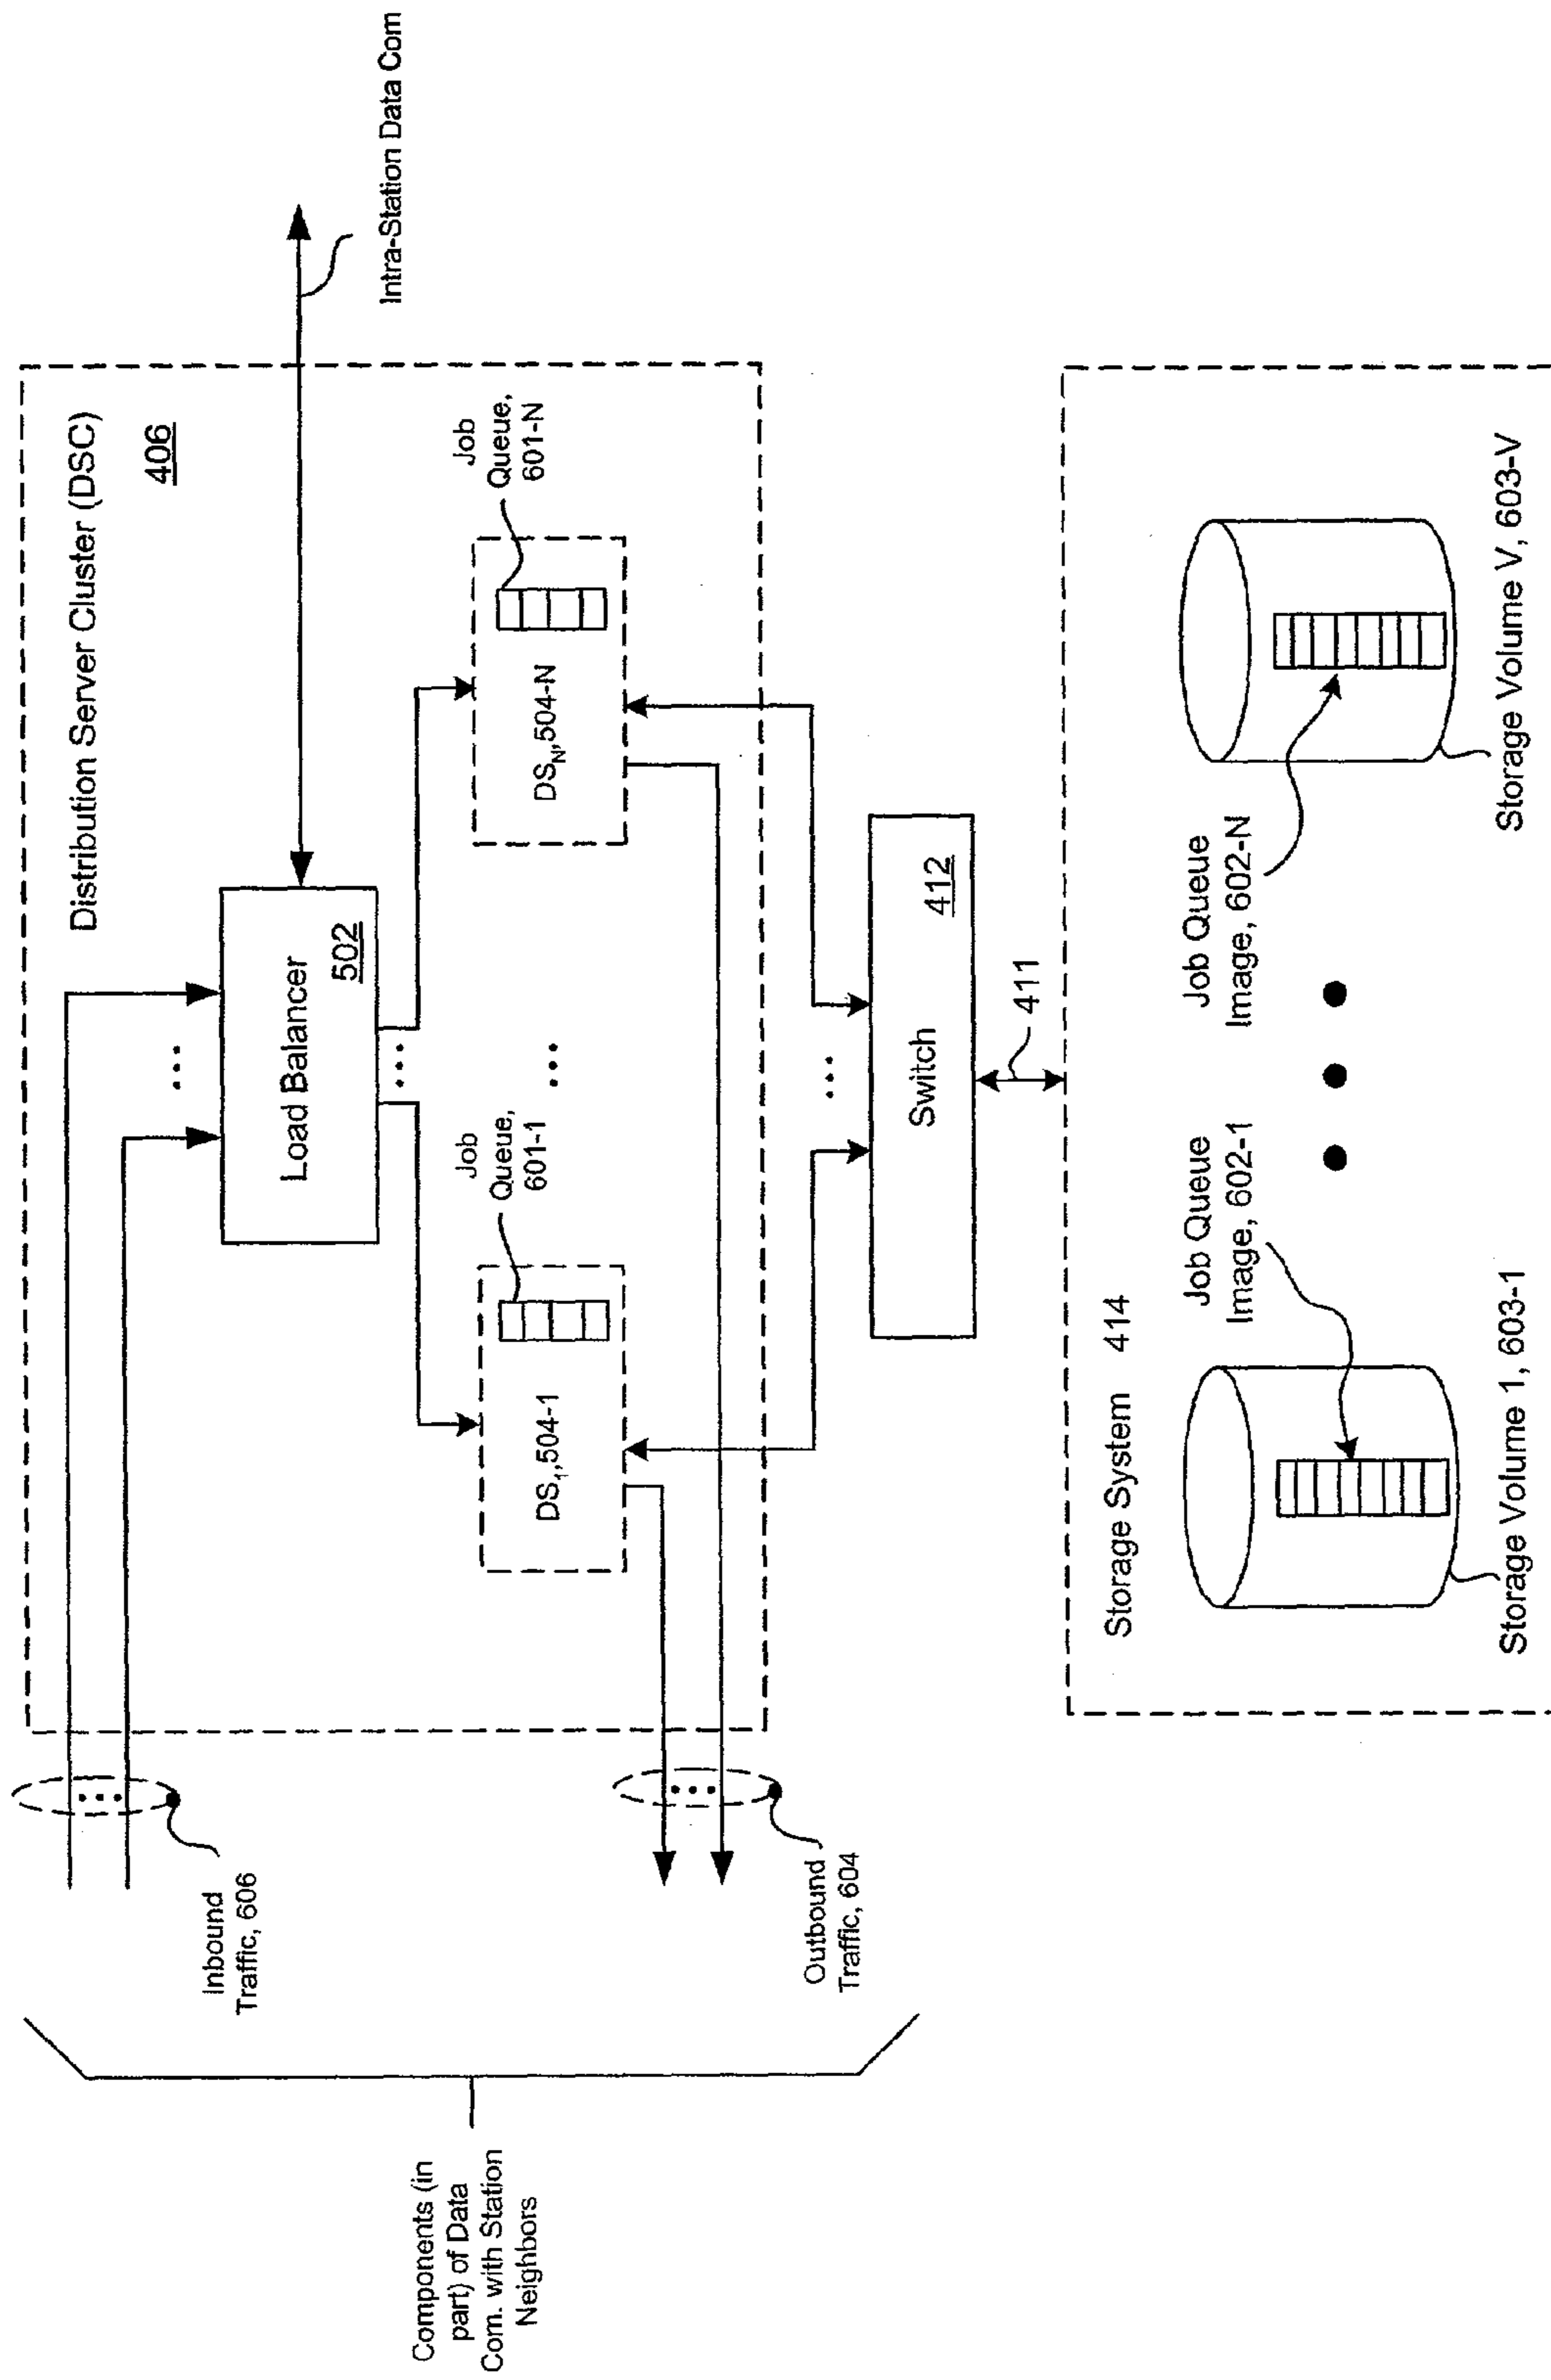 Distribution Server Cluster (DSC)
406
Intra-Station Data Com
Inbound
Traffic, 606
Load Balancer
502
Job
Queue,
601-1
Job
Queue,
601-N
DS1,504-1
DSN,504-N
Components (in
part) of Data
Com. with Station
Neighbors
Outbound
Traffic, 604
Switch
412
411
Storage System 414
Job Queue
Image, 602-1
Job Queue
Image, 602-N
Storage Volume 1, 603-1
Storage Volume V, 603-V